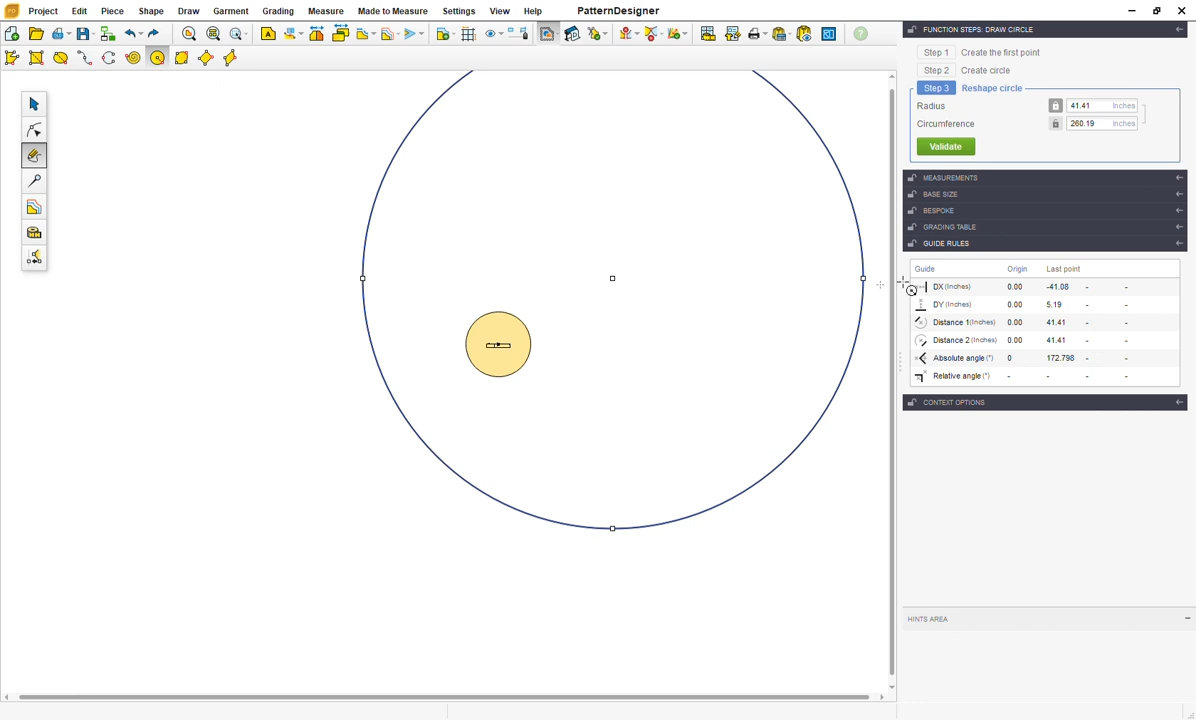 PD Project Edit Piece Shape Draw Garment Grading Measure Made to Measure Settings View Help PatternDesigner
FUNCTION STEPS: DRAW CIRCLE
Step 1 Create the first point
Step 2 Create circle
Step 3 Reshape circle
Radius 41.41 Inches
Circumference 260.19 Inches
Validate
MEASUREMENTS
BASE SIZE
BESPOKE
GRADING TABLE
GUIDE RULES
Guide Origin Last point
DX (Inches) 0.00 -41.08 - -
DY (Inches) 0.00 5.19 - -
Distance 1(Inches) 0.00 41.41 - -
Distance 2 (Inches) 0.00 41.41 - -
Absolute angle (°) 0 172.798 - -
Relative angle (°) - - - -
CONTEXT OPTIONS
HINTS AREA